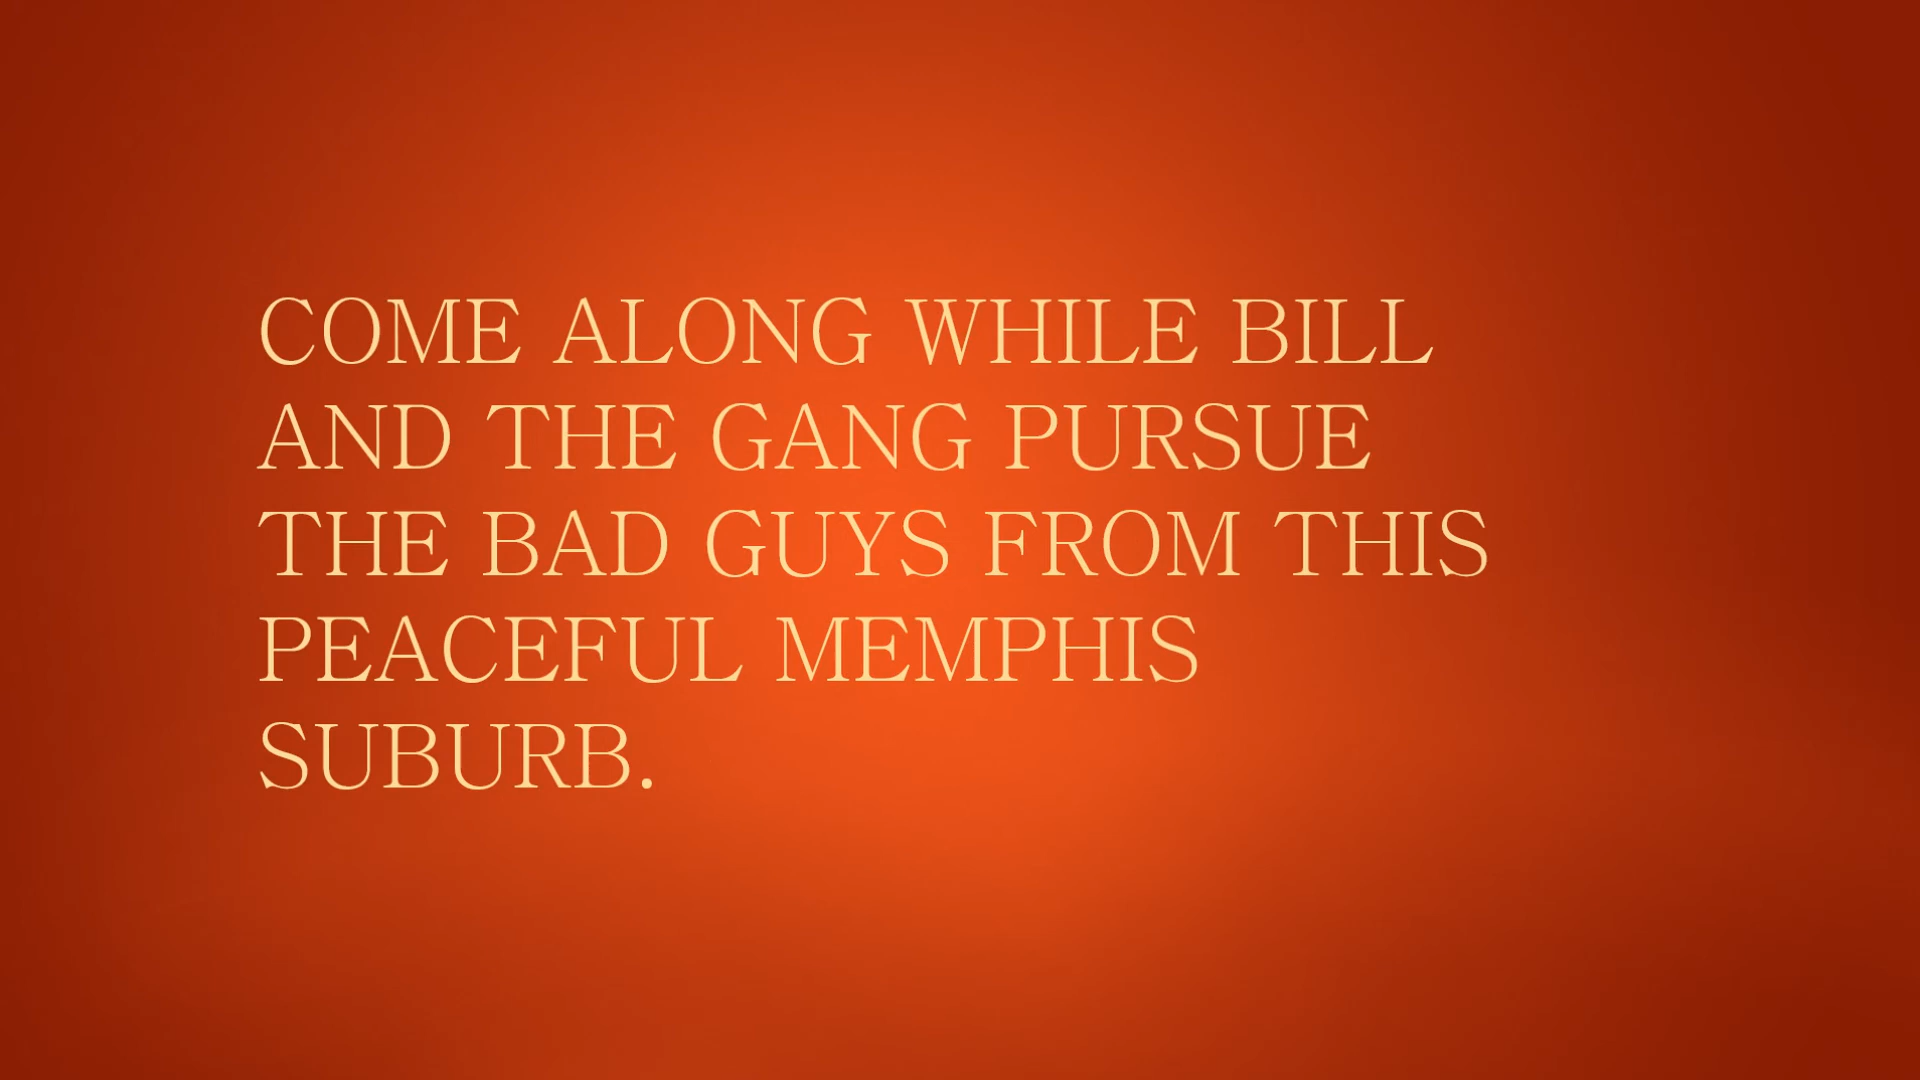 COME ALONG WHILE BILL
AND THE GANG PURSUE
THE BAD GUYS FROM THIS
PEACEFUL MEMPHIS
SUBURB.